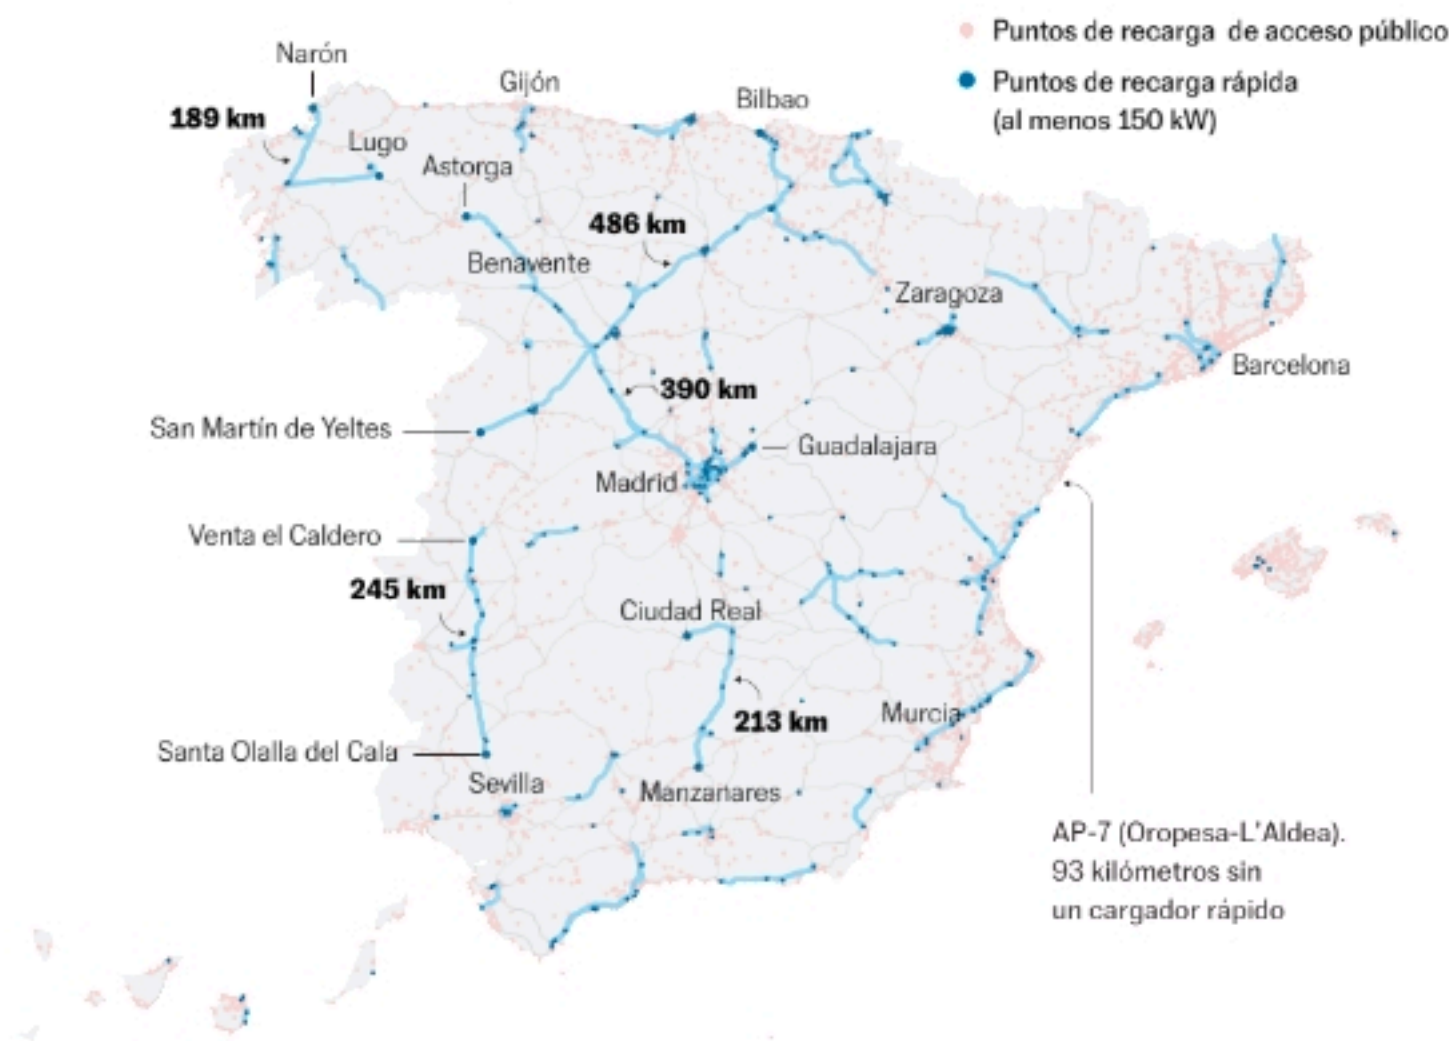 Puntos de recarga de acceso público
Puntos de recarga rápida
(al menos 150 kW)
Narón
Gijón
Bilbao
189 km
Lugo
Astorga
486 km
Benavente
Zaragoza
Barcelona
390 km
San Martín de Yeltes
Guadalajara
Madrid
Venta el Caldero
245 km
Ciudad Real
213 km
Murcia
Santa Olalla del Cala
Sevilla
Manzanares
AP-7 (Oropesa-L'Aldea).
93 kilómetros sin
un cargador rápido